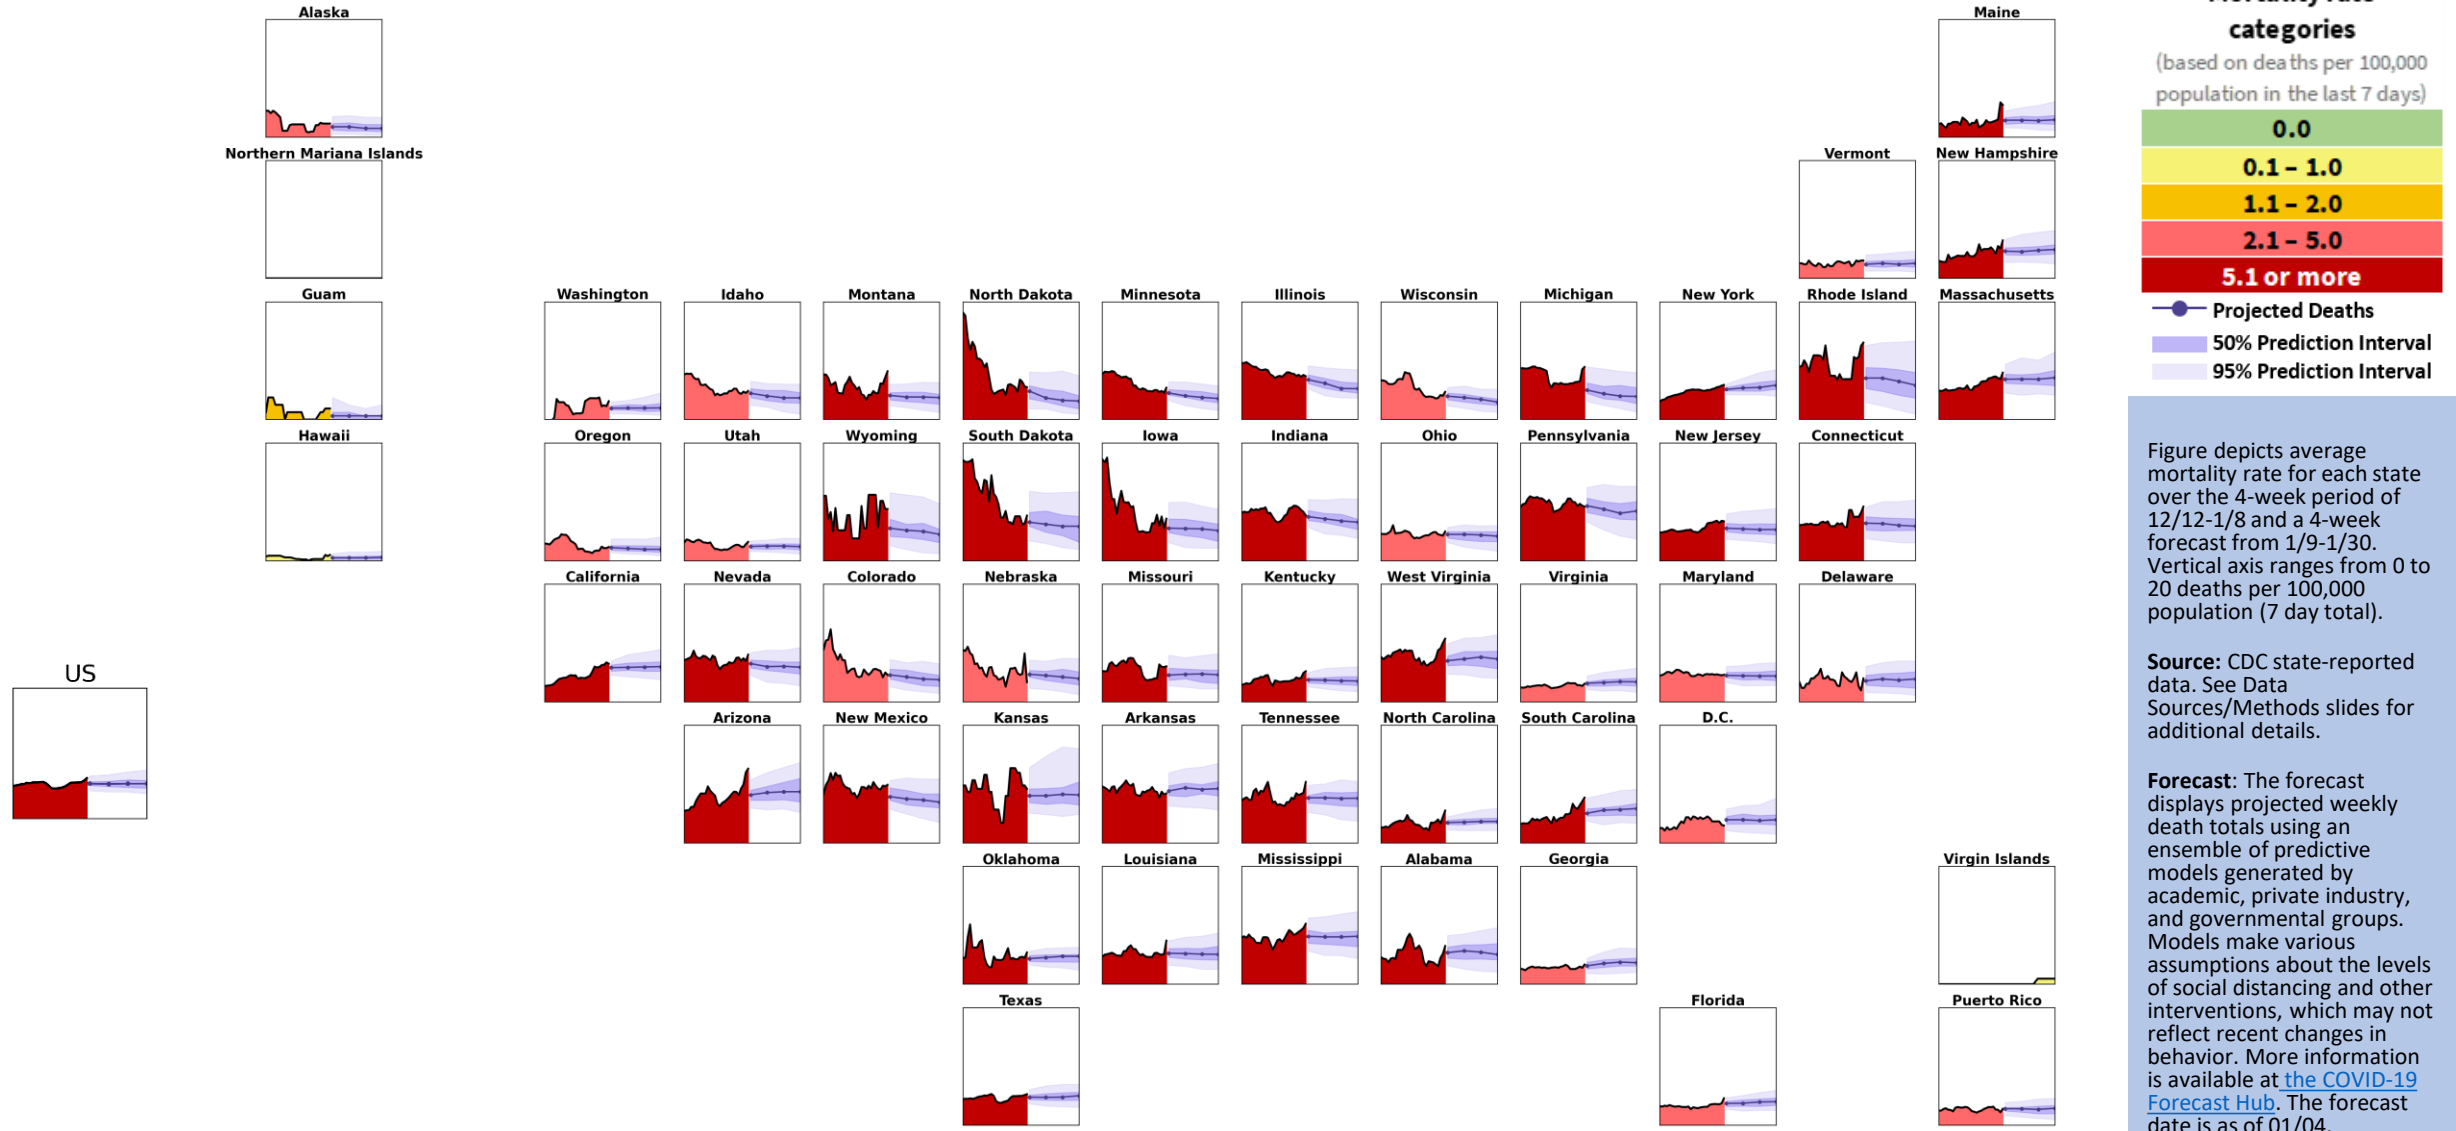 Alaska
Maine
Northern Mariana Islands
Vermont
New Hampshire
Guam
Washington
Idaho
Montana
North Dakota
Minnesota
Illinois
Wisconsin
Michigan
New York
Rhode Island
Massachusetts
Hawaii
Oregon
Utah
Wyoming
South Dakota
Iowa
Indiana
Ohio
Pennsylvania
New Jersey
Connecticut
California
Nevada
Colorado
Nebraska
Missouri
Kentucky
West Virginia
Virginia
Maryland
Delaware
US
Arizona
New Mexico
Kansas
Arkansas
Tennessee
North Carolina
South Carolina
D.C.
Oklahoma
Louisiana
Mississippi
Alabama
Georgia
Virgin Islands
Texas
Florida
Puerto Rico
Mortality rate
categories
(based on deaths per 100,000
population in the last 7 days)
0.0
0.1 – 1.0
1.1 – 2.0
2.1 – 5.0
5.1 or more
Projected Deaths
50% Prediction Interval
95% Prediction Interval
Figure depicts average
mortality rate for each state
over the 4-week period of
12/12-1/8 and a 4-week
forecast from 1/9-1/30.
Vertical axis ranges from 0 to
20 deaths per 100,000
population (7 day total).
Source: CDC state-reported
data. See Data
Sources/Methods slides for
additional details.
Forecast: The forecast
displays projected weekly
death totals using an
ensemble of predictive
models generated by
academic, private industry,
and governmental groups.
Models make various
assumptions about the levels
of social distancing and other
interventions, which may not
reflect recent changes in
behavior. More information
is available at the COVID-19
Forecast Hub. The forecast
date is as of 01/04.